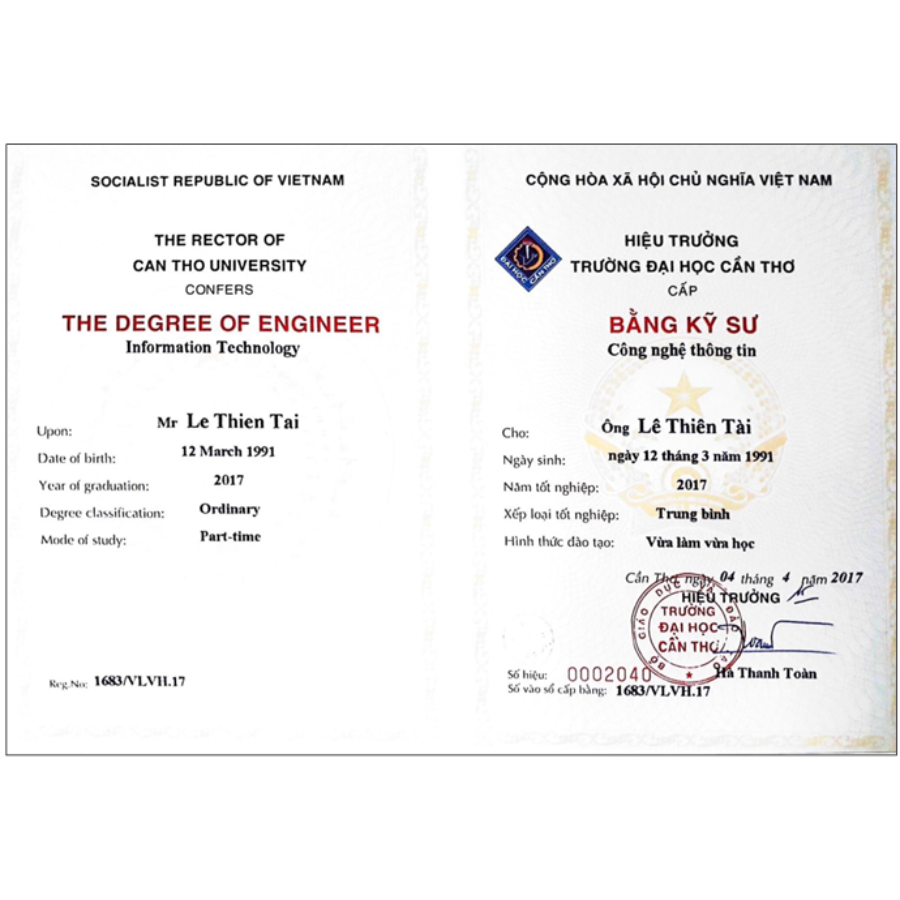 SOCIALIST REPUBLIC OF VIETNAM
THE RECTOR OF
CAN THO UNIVERSITY
CONFERS
THE DEGREE OF ENGINEER
Information Technology
Upon: Mr Le Thien Tai
Date of birth: 12 March 1991
Year of graduation: 2017
Degree classification: Ordinary
Mode of study: Part-time
Reg.No: 1683/VLVH.17
CỘNG HÒA XÃ HỘI CHỦ NGHĨA VIỆT NAM
ĐẠI HỌC CẦN THƠ
HIỆU TRƯỞNG
TRƯỜNG ĐẠI HỌC CẦN THƠ
CẤP
BẰNG KỸ SƯ
Công nghệ thông tin
Cho: Ông Lê Thiên Tài
Ngày sinh: ngày 12 tháng 3 năm 1991
Năm tốt nghiệp: 2017
Xếp loại tốt nghiệp: Trung bình
Hình thức đào tạo: Vừa làm vừa học
Cần Thơ, ngày 04 tháng 4 năm 2017
HIỆU TRƯỞNG
BỘ GIÁO DỤC VÀ ĐÀO TẠO
TRƯỜNG
ĐẠI HỌC
CẦN THƠ
Hà Thanh Toàn
Số hiệu: 0002040
Số vào sổ cấp bằng: 1683/VLVH.17